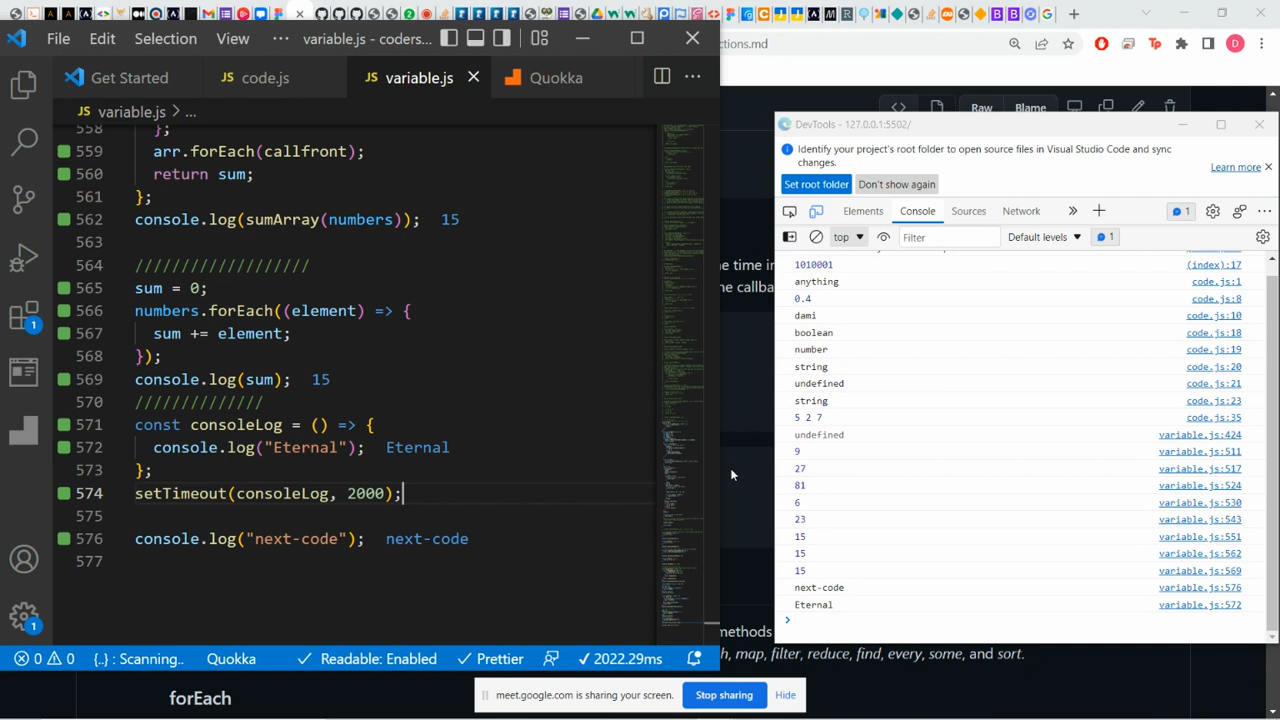 File Edit Selection View ... variable.js - coders...
Get Started code.js JS variable.js Quokka
JS variable.js > ...
558 };
559 arr.forEach(callfront);
560 return sum;
561 };
562 console.log(sumArray(numbers)); 15
563
564 // ///////////////
565 sum = 0;
566 numbers.forEach((element) => {
567 sum += element;
568 });
569 console.log(sum); 15
570 /////////////
571 const consoleLog = () => {
572 console.log("Eternal"); Eternal
573 };
574 setTimeout(consoleLog, 2000);
575
576 console.log("next-code"); next-code
577
0 0 {..} : Scanning... Quokka Readable: Enabled Prettier 2022.29ms
ctions.md
Raw Blame
DevTools - 127.0.0.1:5502/
Identify your project's root folder to open source files in Visual Studio Code and sync
changes.
Learn more
Set root folder Don't show again
Elements Console Sources Network 1
top Filter Default levels 1
1010001 (index):17
anything code.js:1
0.4 code.js:8
dami code.js:10
boolean code.js:18
number code.js:19
string code.js:20
undefined code.js:21
string code.js:23
5 2 7 code.js:35
undefined variable.js:424
9 variable.js:511
27 variable.js:517
81 variable.js:524
6 variable.js:530
23 variable.js:543
15 variable.js:551
15 variable.js:562
15 variable.js:569
next-code variable.js:576
Eternal variable.js:572
e time in
e callba
methods
h, map, filter, reduce, find, every, some, and sort.
meet.google.com is sharing your screen. Stop sharing Hide
forEach